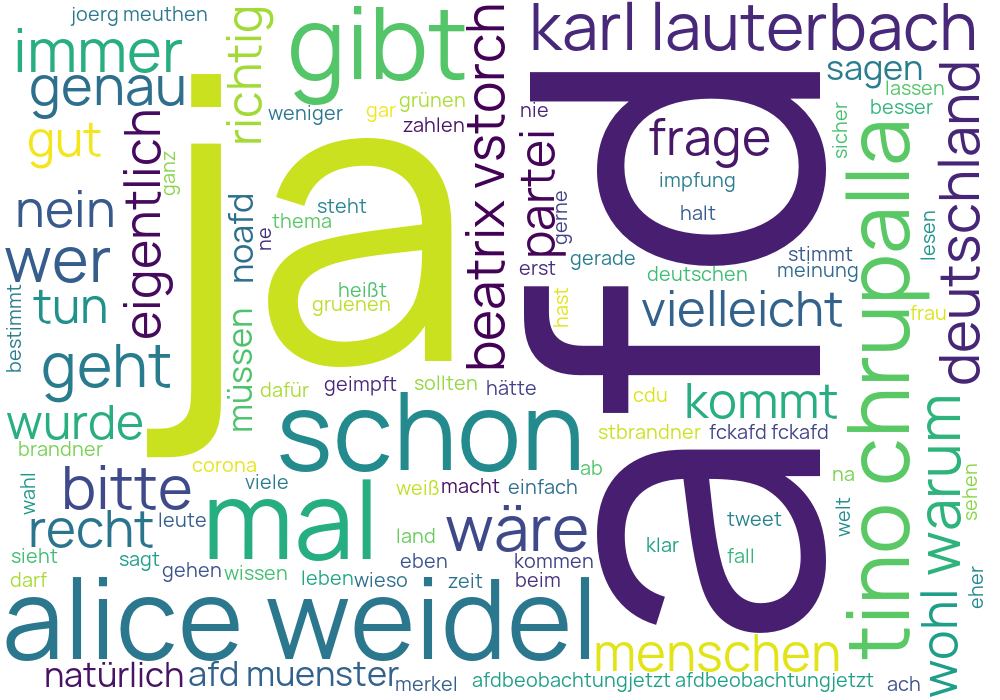 joerg meuthen
immer
genau
richtig
gibt
karl lauterbach
sagen
lassen
besser
weniger
gar
grünen
zahlen
nie
gut
eigentlich
ganz
ja
beatrix vstorch
partei
gerne
afd
frage
impfung
halt
sicher
tino chrupalla
deutschland
nein
noafd
ne
thema
steht
erst
gerade
deutschen
stimmt
meinung
lesen
wer
tun
heißt
gruenen
hast
vielleicht
frau
bestimmt
geht
müssen
dafür
geimpft
sollten
hätte
cdu
kommt
wurde
brandner
schon
stbrandner
fckafd fckafd
corona
viele
ab
na
wohl warum
wahl
bitte
recht
leute
mal
weiß
macht
einfach
welt
sehen
tweet
land
wäre
klar
fall
sieht
sagt
gehen
wissen
eben
kommen
darf
leben
wieso
zeit
beim
eher
alice weidel
menschen
natürlich
afd muenster
merkel
afdbeobachtungjetzt afdbeobachtungjetzt
ach